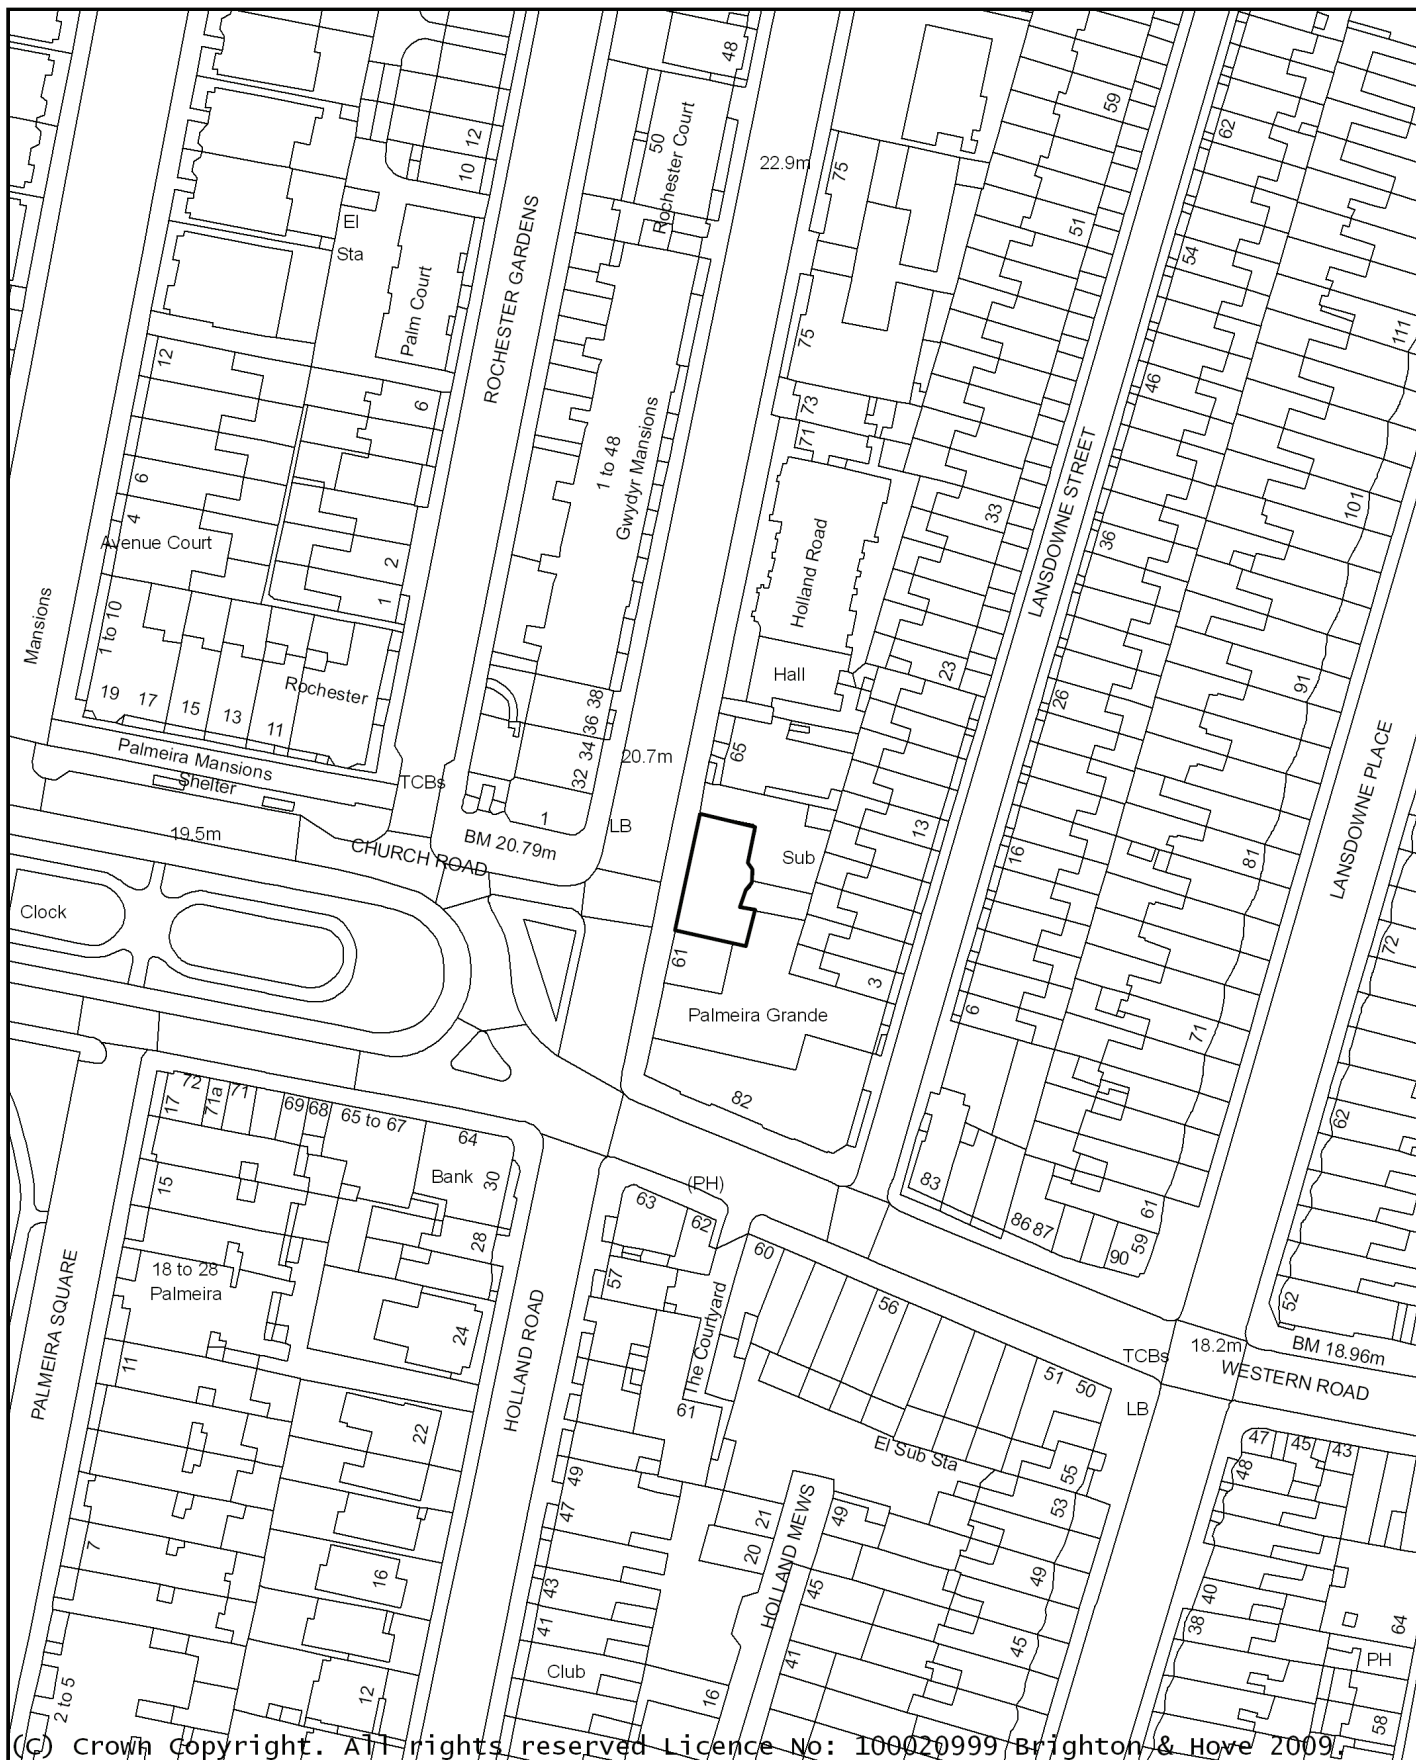 48
59
62
12
50
Rochester Court
10
22.9m
75
El
Sta
51
54
ROCHESTER GARDENS
Palm Court
75
111
12
6
46
73
71
1 to 48
Gwydyr Mansions
LANSDOWNE STREET
6
4
Avenue Court
33
101
36
2
1
Holland Road
Mansions
1 to 10
Hall
23
91
26
19
17
15
13
11
Rochester
38
36
34
32
65
20.7m
Palmeira Mansions
Shelter
TCBs
LANSDOWNE PLACE
19.5m
CHURCH ROAD
1
BM 20.79m
LB
13
16
81
Sub
Clock
61
3
6
72
71
Palmeira Grande
72
71a
71
17
69
68
65 to 67
64
82
62
Bank
30
15
28
63
(PH)
62
83
86
87
61
59
90
60
57
18 to 28
Palmeira
56
52
PALMEIRA SQUARE
24
HOLLAND ROAD
The Courtyard
11
18.2m
BM 18.96m
TCBs
WESTERN ROAD
51
50
LB
22
61
47
45
43
El Sub Sta
48
55
49
47
53
7
21
20
HOLLAND MEWS
49
16
43
41
45
49
40
38
64
45
Club
41
PH
2 to 5
12
16
58
(C) Crown Copyright. All rights reserved Licence No: 100020999 Brighton & Hove 2009.